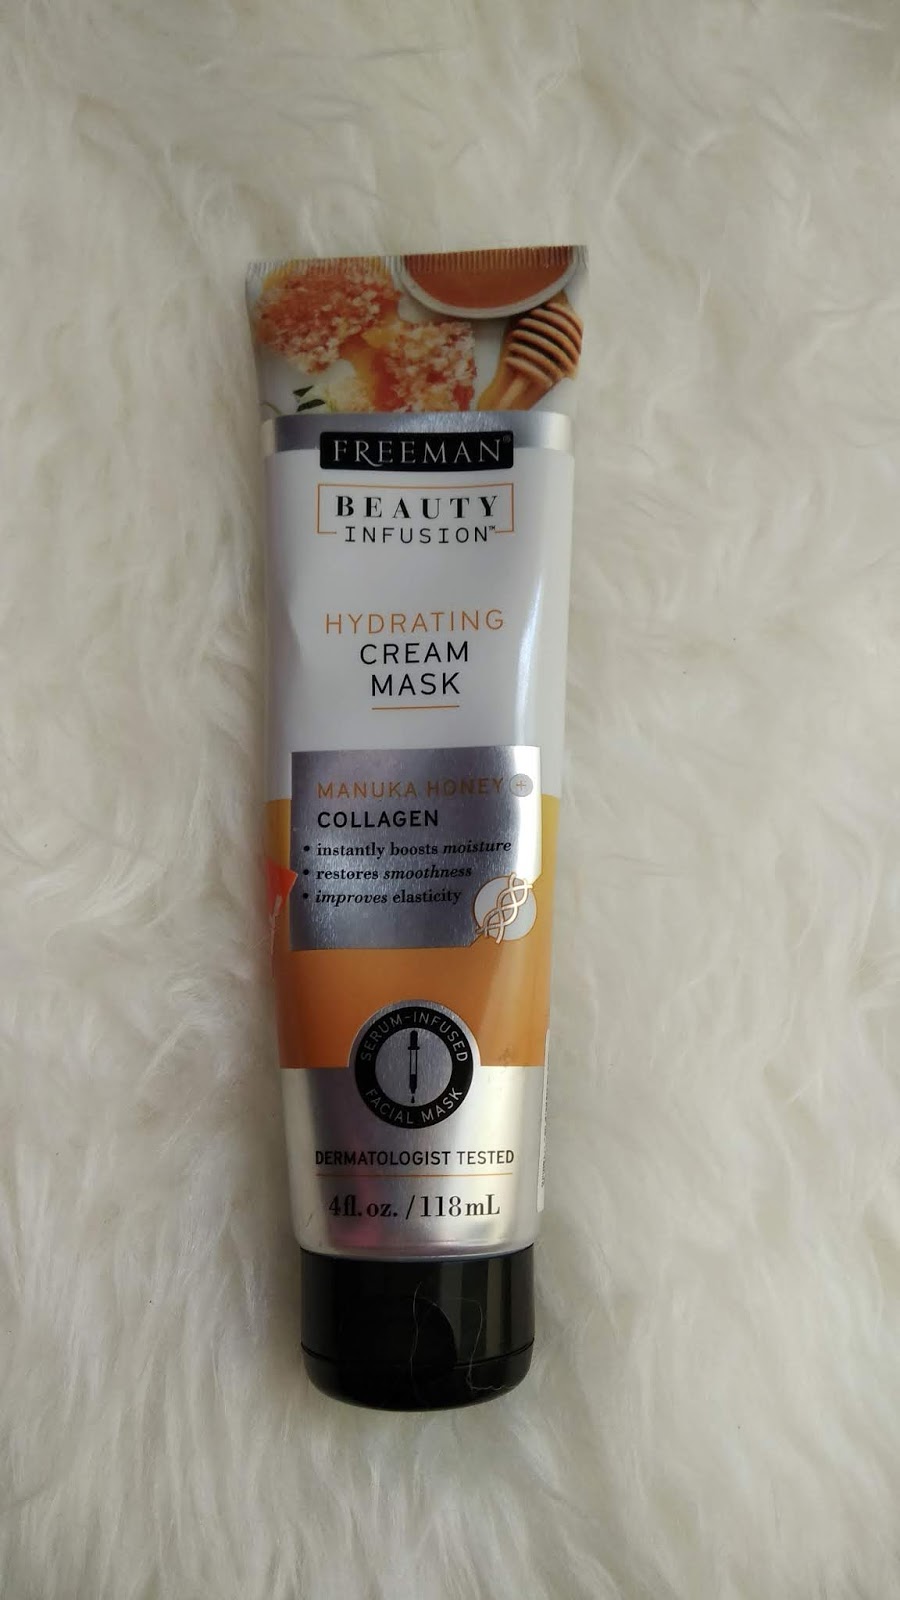 FREEMAN®
BEAUTY
INFUSION™
HYDRATING
CREAM
MASK
MANUKA HONEY +
COLLAGEN
• instantly boosts moisture
• restores smoothness
• improves elasticity
SERUM-INFUSED
FACIAL MASK
DERMATOLOGIST TESTED
4fl.oz./118mL